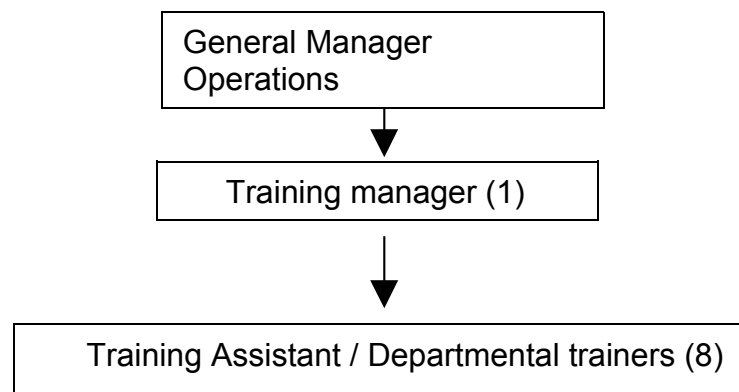 General Manager
Operations
Training manager (1)
Training Assistant / Departmental trainers (8)